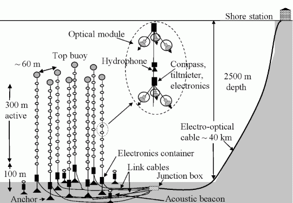 Shore station
Optical module
Top buoy
~ 60 m
Hydrophone
Compass,
tiltmeter,
electronics
2500 m
depth
300 m
active
Electro-optical
cable ~ 40 km
Electronics container
Link cables
Junction box
100 m
Anchor
Acoustic beacon